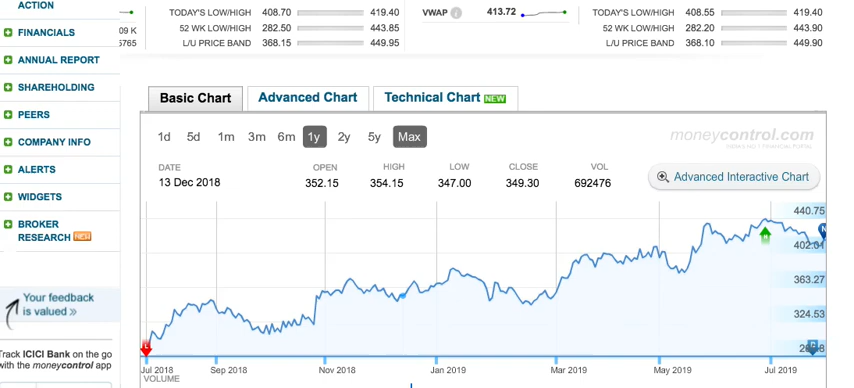 ACTION
FINANCIALS
ANNUAL REPORT
SHAREHOLDING
PEERS
COMPANY INFO
ALERTS
WIDGETS
BROKER
RESEARCH NEW
Your feedback
is valued »
Track ICICI Bank on the go
with the moneycontrol app
09 K
5765
TODAY'S LOW/HIGH 408.70 419.40
52 WK LOW/HIGH 282.50 443.85
L/U PRICE BAND 368.15 449.95
VWAP i 413.72
TODAY'S LOW/HIGH 408.55 419.40
52 WK LOW/HIGH 282.20 443.90
L/U PRICE BAND 368.10 449.90
Basic Chart Advanced Chart Technical Chart NEW
1d 5d 1m 3m 6m 1y 2y 5y Max
moneycontrol.com
DATE OPEN HIGH LOW CLOSE VOL
13 Dec 2018 352.15 354.15 347.00 349.30 692476
Advanced Interactive Chart
440.75
402.01
363.27
324.53
L
H
N
Jul 2018 Sep 2018 Nov 2018 Jan 2019 Mar 2019 May 2019 Jul 2019
VOLUME